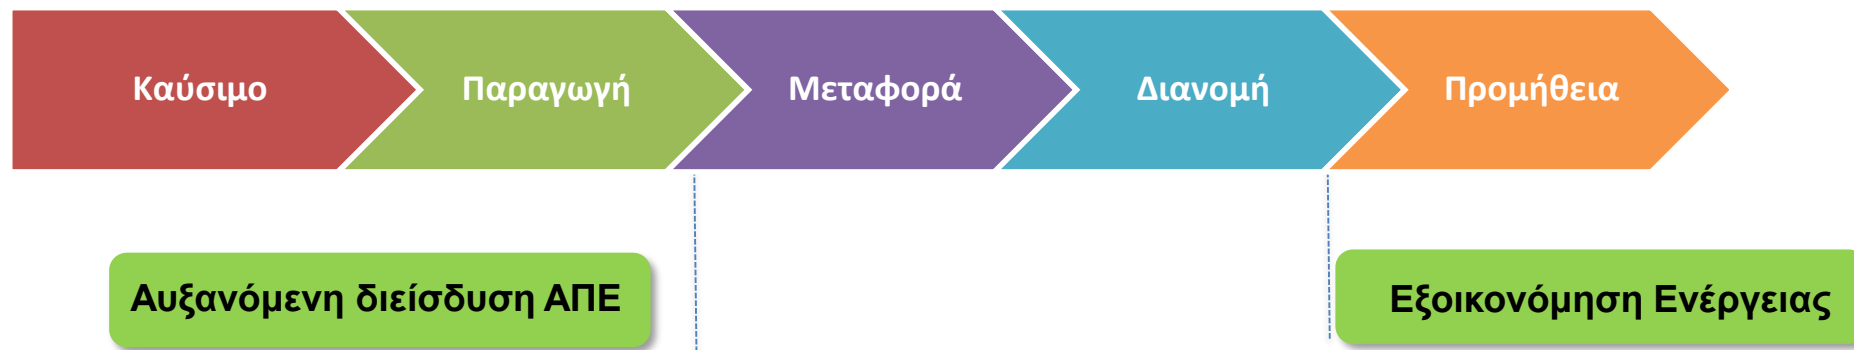 Καύσιμο
Παραγωγή
Μεταφορά
Διανομή
Προμήθεια
Αυξανόμενη διείσδυση ΑΠΕ
Εξοικονόμηση Ενέργειας